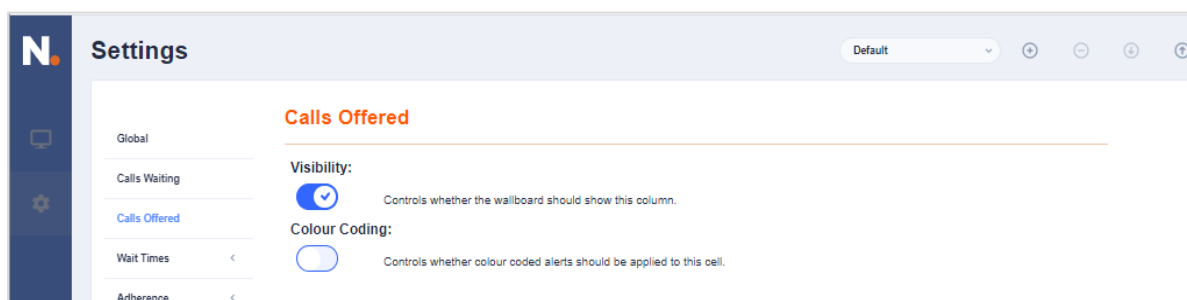 N.
Settings
Default
Global
Calls Waiting
Calls Offered
Wait Times
Adherence
Calls Offered
Visibility:
Controls whether the wallboard should show this column.
Colour Coding:
Controls whether colour coded alerts should be applied to this cell.